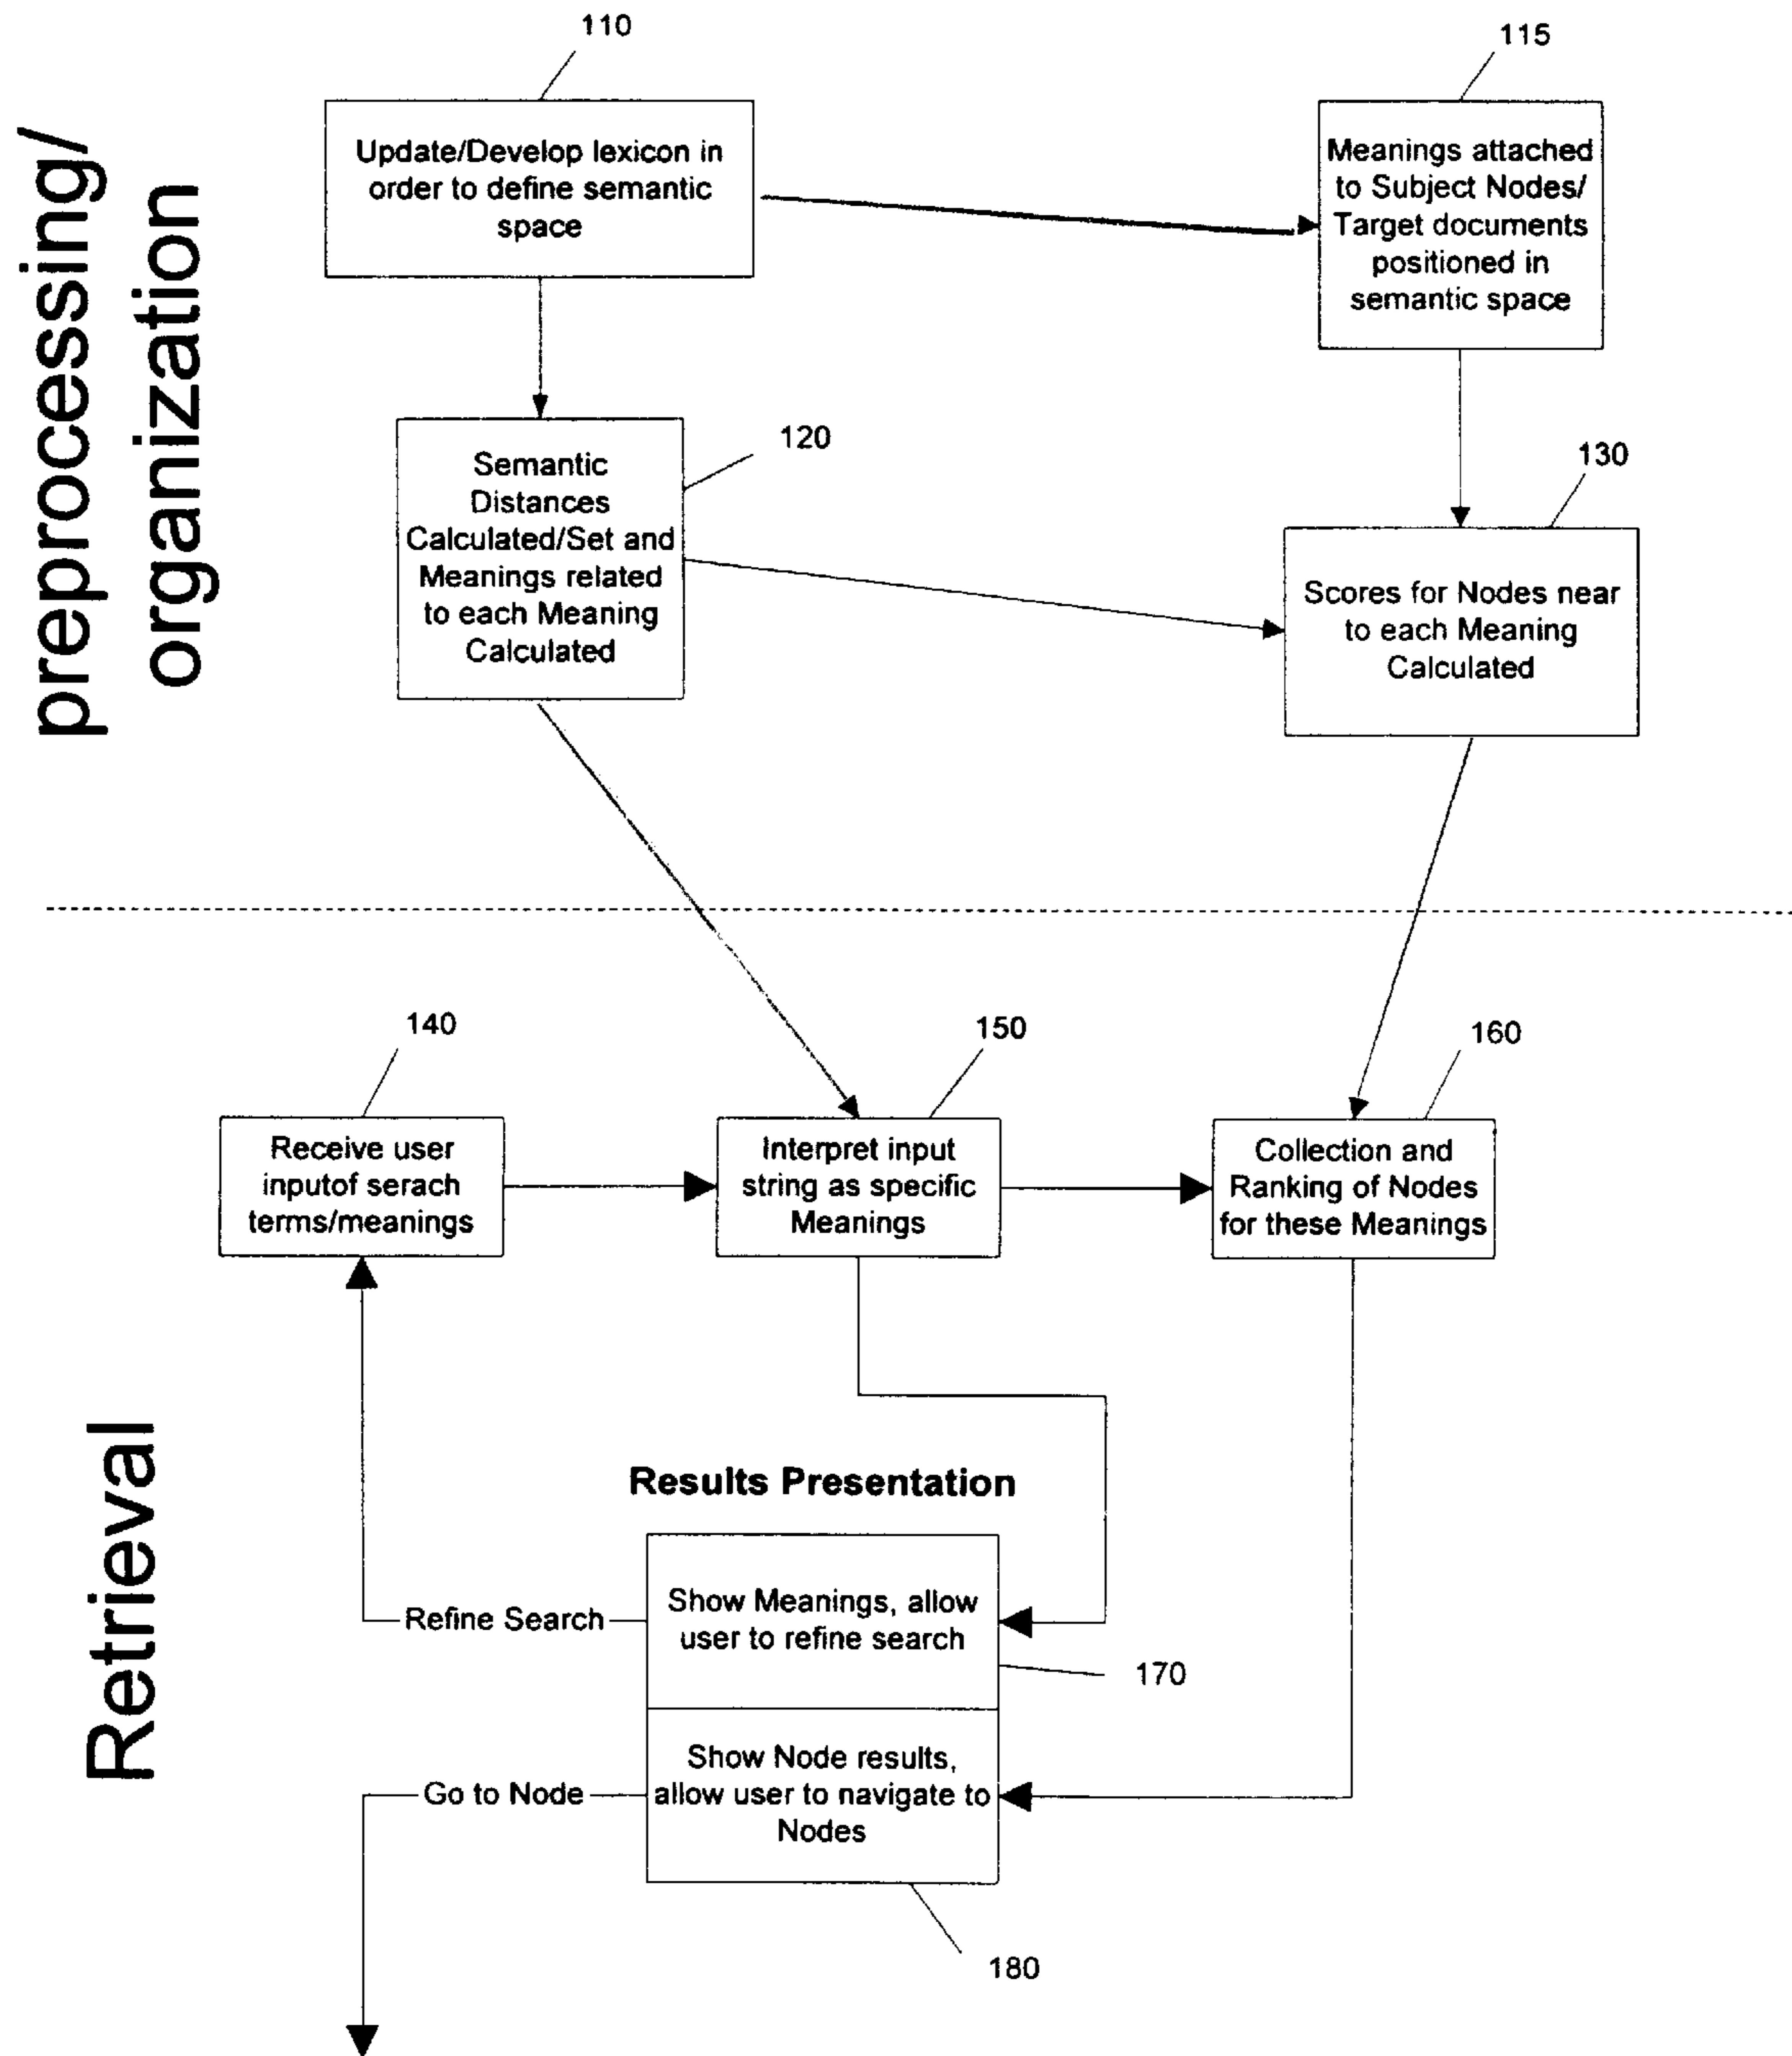 preprocessing/
organization
110
Update/Develop lexicon in
order to define semantic
space
115
Meanings attached
to Subject Nodes/
Target documents
positioned in
semantic space
120
Semantic
Distances
Calculated/Set and
Meanings related
to each Meaning
Calculated
130
Scores for Nodes near
to each Meaning
Calculated
Retrieval
140
Receive user
inputof serach
terms/meanings
150
Interpret input
string as specific
Meanings
160
Collection and
Ranking of Nodes
for these Meanings
Results Presentation
Refine Search
Show Meanings, allow
user to refine search
170
Go to Node
Show Node results,
allow user to navigate to
Nodes
180